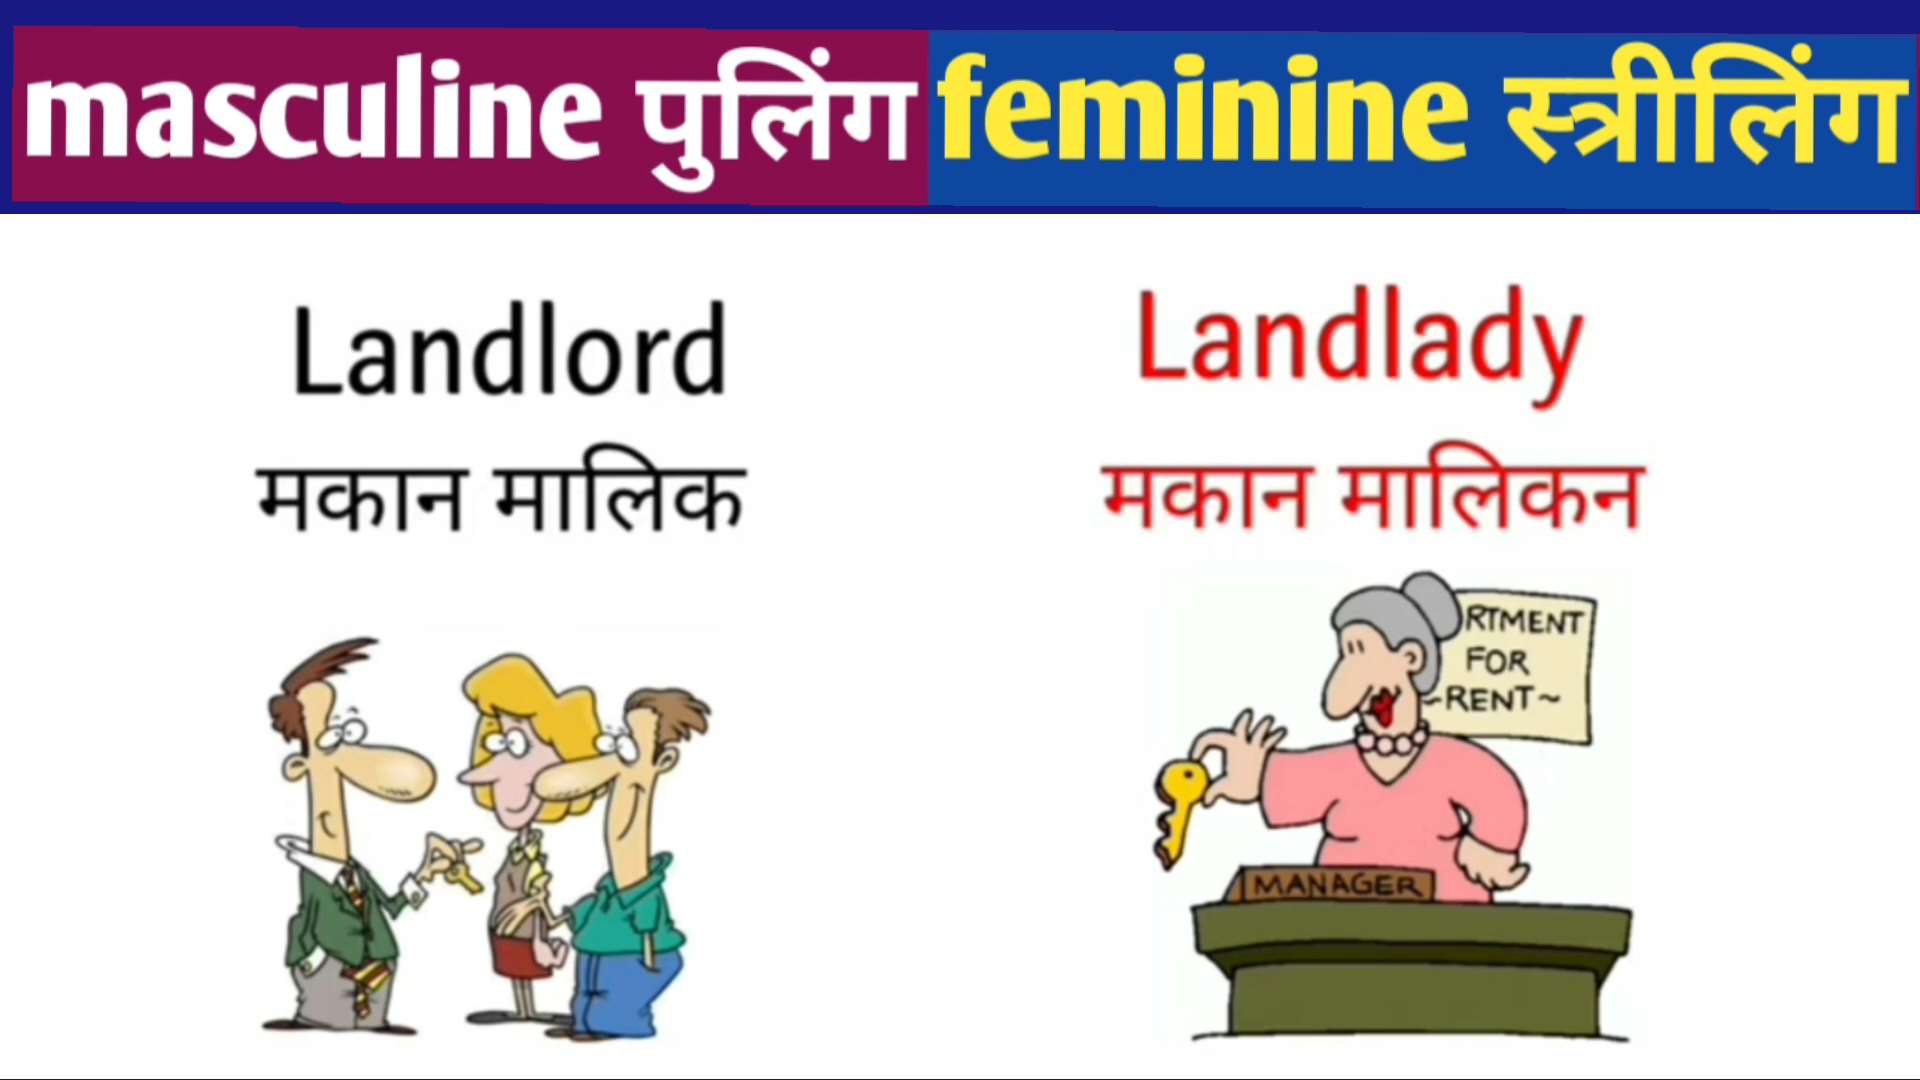 masculine पुलिंग feminine स्त्रीलिंग
Landlord
मकान मालिक
Landlady
मकान मालिकन
RTMENT
FOR
~RENT~
MANAGER